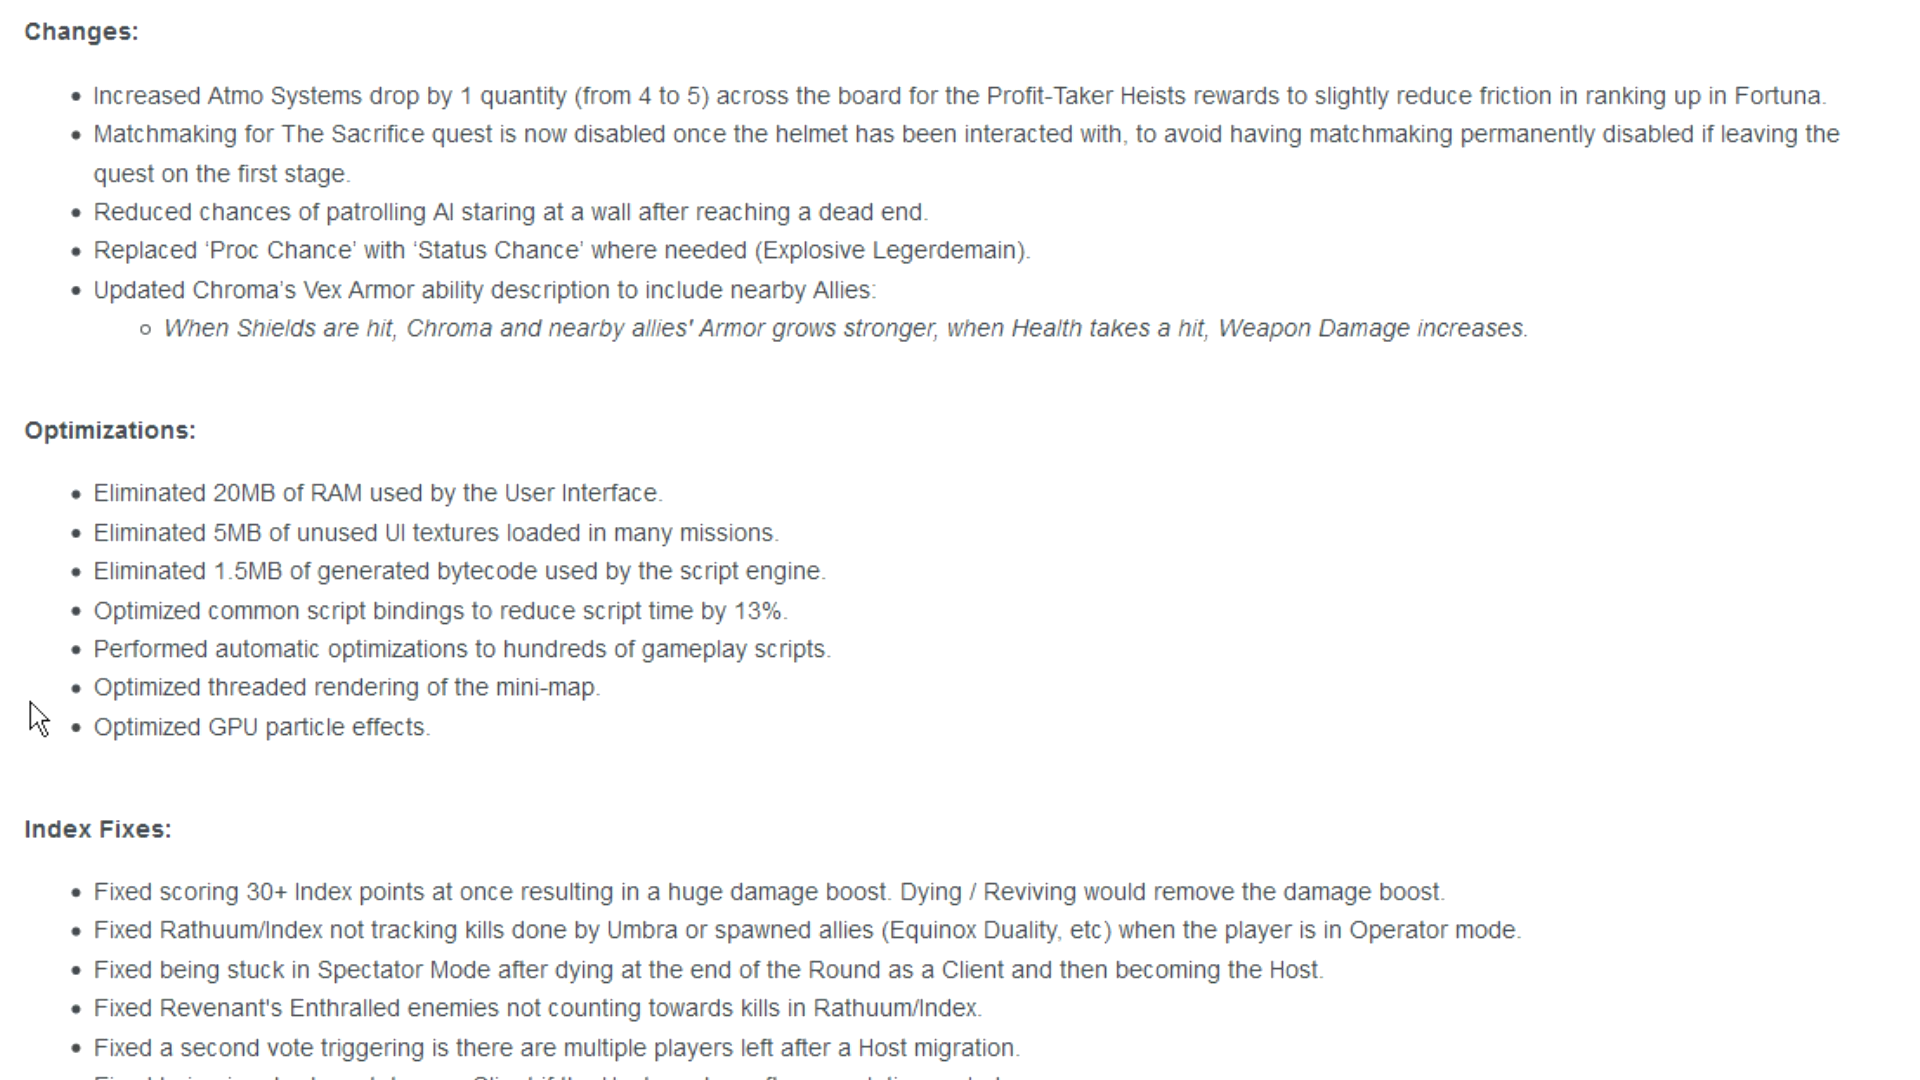 Changes:
Increased Atmo Systems drop by 1 quantity (from 4 to 5) across the board for the Profit-Taker Heists rewards to slightly reduce friction in ranking up in Fortuna.
Matchmaking for The Sacrifice quest is now disabled once the helmet has been interacted with, to avoid having matchmaking permanently disabled if leaving the
quest on the first stage.
Reduced chances of patrolling AI staring at a wall after reaching a dead end.
Replaced ‘Proc Chance’ with ‘Status Chance’ where needed (Explosive Legerdemain).
Updated Chroma’s Vex Armor ability description to include nearby Allies:
When Shields are hit, Chroma and nearby allies' Armor grows stronger, when Health takes a hit, Weapon Damage increases.
Optimizations:
Eliminated 20MB of RAM used by the User Interface.
Eliminated 5MB of unused UI textures loaded in many missions.
Eliminated 1.5MB of generated bytecode used by the script engine.
Optimized common script bindings to reduce script time by 13%.
Performed automatic optimizations to hundreds of gameplay scripts.
Optimized threaded rendering of the mini-map.
Optimized GPU particle effects.
Index Fixes:
Fixed scoring 30+ Index points at once resulting in a huge damage boost. Dying / Reviving would remove the damage boost.
Fixed Rathuum/Index not tracking kills done by Umbra or spawned allies (Equinox Duality, etc) when the player is in Operator mode.
Fixed being stuck in Spectator Mode after dying at the end of the Round as a Client and then becoming the Host.
Fixed Revenant's Enthralled enemies not counting towards kills in Rathuum/Index.
Fixed a second vote triggering is there are multiple players left after a Host migration.